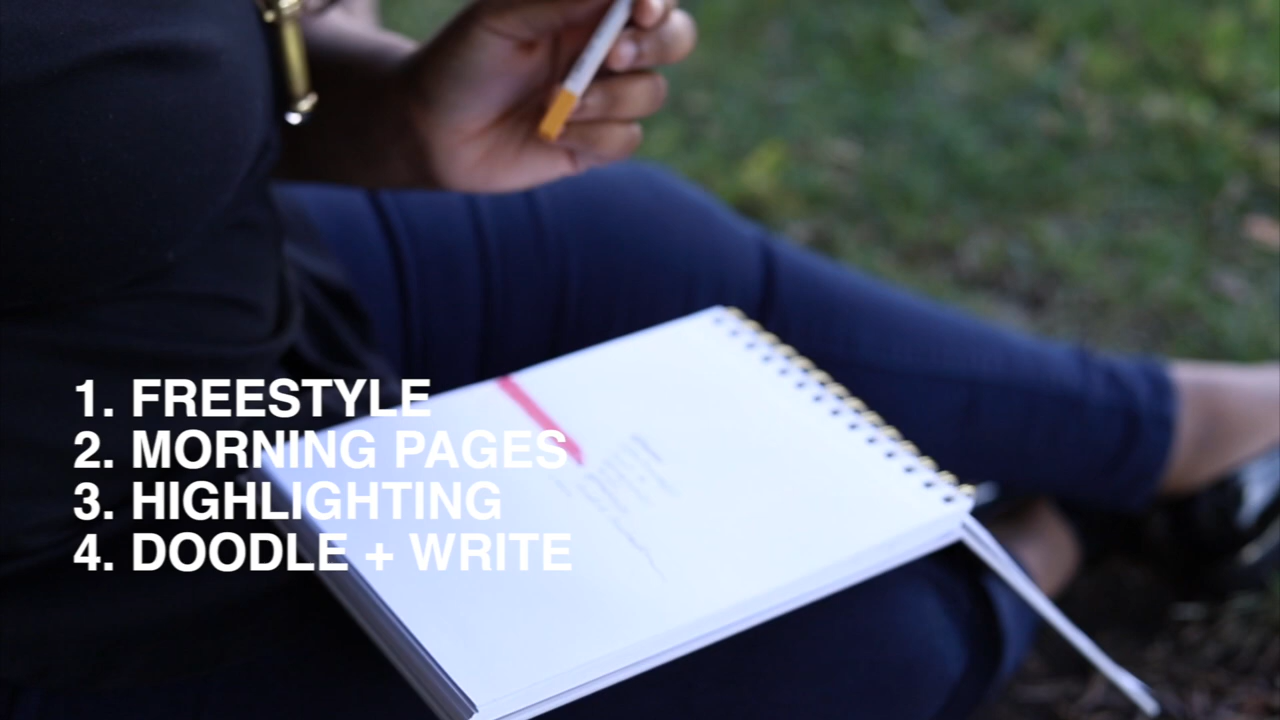 1. FREESTYLE
2. MORNING PAGES
3. HIGHLIGHTING
4. DOODLE + WRITE